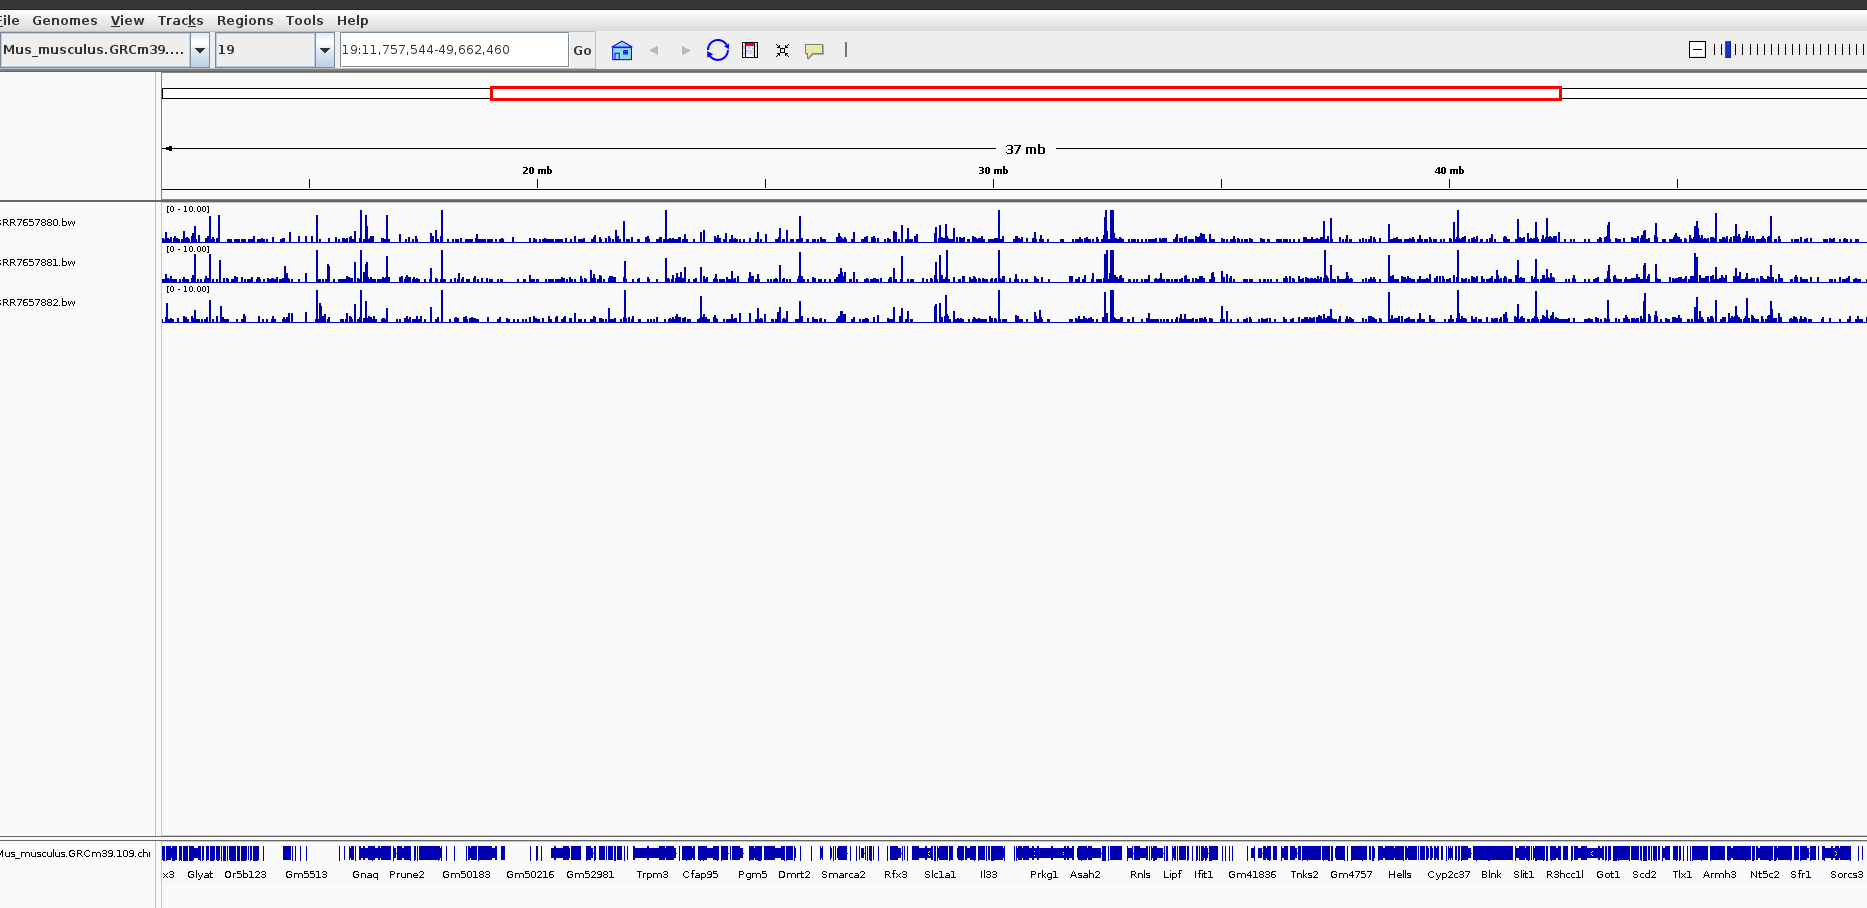 File Genomes View Tracks Regions Tools Help
Mus_musculus.GRCm39.... 19 19:11,757,544-49,662,460 Go
37 mb
20 mb 30 mb 40 mb
[0 - 10.00]
SRR7657880.bw
[0 - 10.00]
SRR7657881.bw
[0 - 10.00]
SRR7657882.bw
Mus_musculus.GRCm39.109.chr
x3 Glyat Or5b123 Gm5513 Gnaq Prune2 Gm50183 Gm50216 Gm52981 Trpm3 Cfap95 Pgm5 Dmrt2 Smarca2 Rfx3 Slc1a1 Il33 Prkg1 Asah2 Rnls Lipf Ifit1 Gm41836 Tnks2 Gm4757 Hells Cyp2c37 Blnk Slit1 R3hcc1l Got1 Scd2 Tlx1 Armh3 Nt5c2 Sfr1 Sorcs3